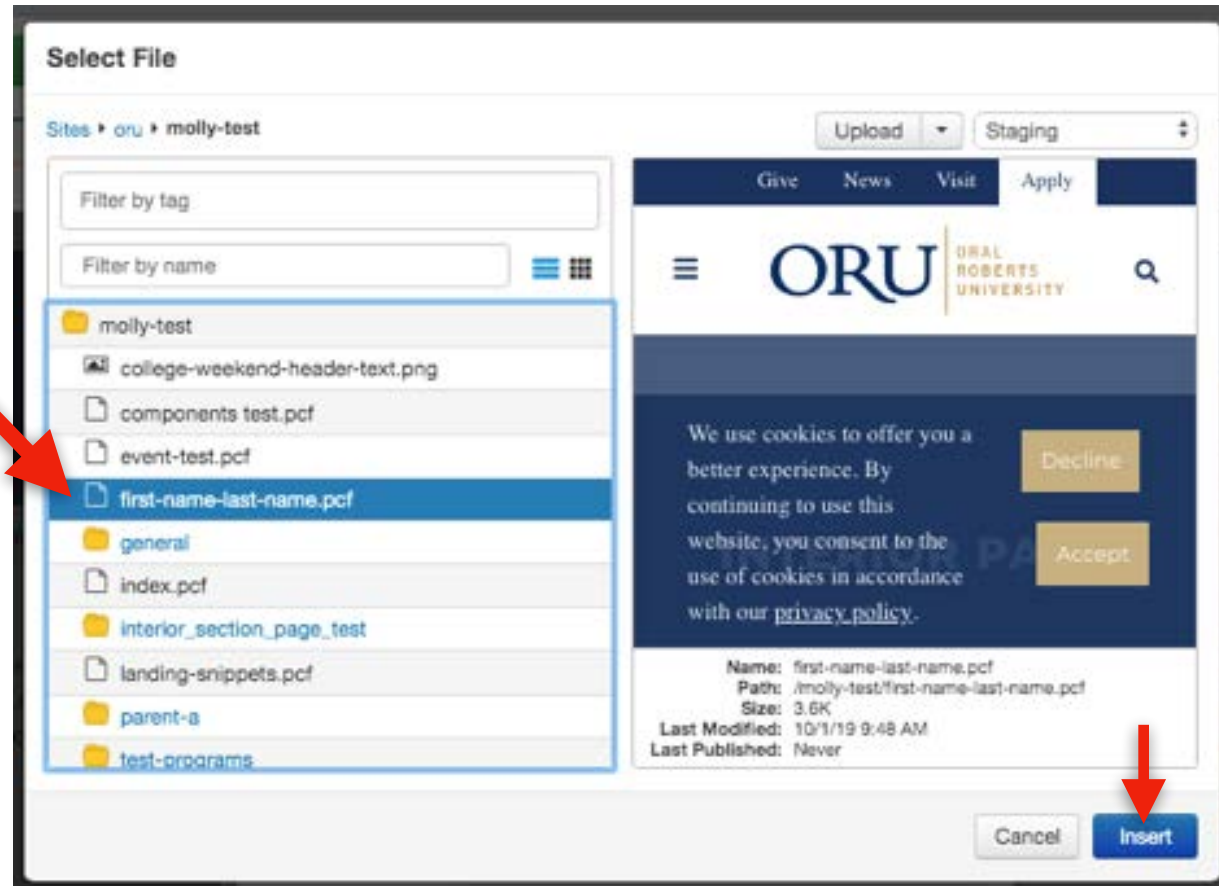 Select File
Sites ▸ oru ▸ molly-test
Upload
Staging
Filter by tag
Filter by name
molly-test
college-weekend-header-text.png
components test.pcf
event-test.pcf
first-name-last-name.pcf
general
index.pcf
interior_section_page_test
landing-snippets.pcf
parent-a
test-programs
Give News Visit Apply
ORU
ORAL
ROBERTS
UNIVERSITY
We use cookies to offer you a
better experience. By
continuing to use this
website, you consent to the
use of cookies in accordance
with our privacy policy.
Decline
Accept
INTERIOR PA
Name: first-name-last-name.pcf
Path: /molly-test/first-name-last-name.pcf
Size: 3.6K
Last Modified: 10/1/19 9:48 AM
Last Published: Never
Cancel
Insert